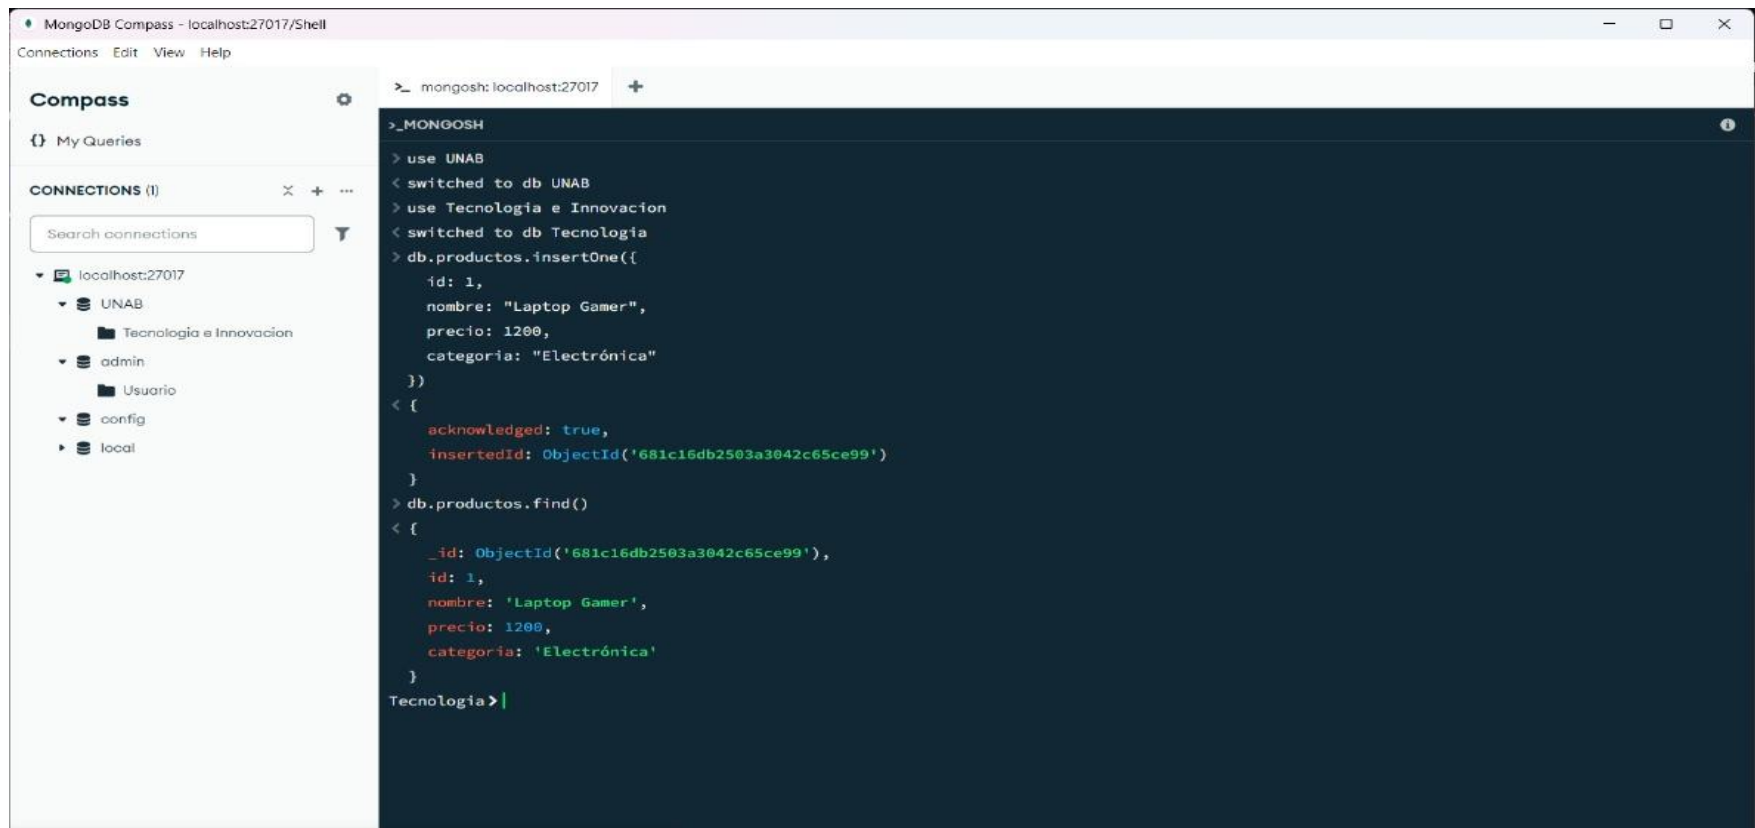 MongoDB Compass - localhost:27017/Shell
Connections Edit View Help
Compass
{} My Queries
CONNECTIONS (1)
Search connections
localhost:27017
UNAB
Tecnologia e Innovacion
admin
Usuario
config
local
>_ mongosh: localhost:27017 +
>_MONGOSH
> use UNAB
< switched to db UNAB
> use Tecnologia e Innovacion
< switched to db Tecnologia
> db.productos.insertOne({
id: 1,
nombre: "Laptop Gamer",
precio: 1200,
categoria: "Electrónica"
})
< {
acknowledged: true,
insertedId: ObjectId('681c16db2503a3042c65ce99')
}
> db.productos.find()
< {
_id: ObjectId('681c16db2503a3042c65ce99'),
id: 1,
nombre: 'Laptop Gamer',
precio: 1200,
categoria: 'Electrónica'
}
Tecnologia>